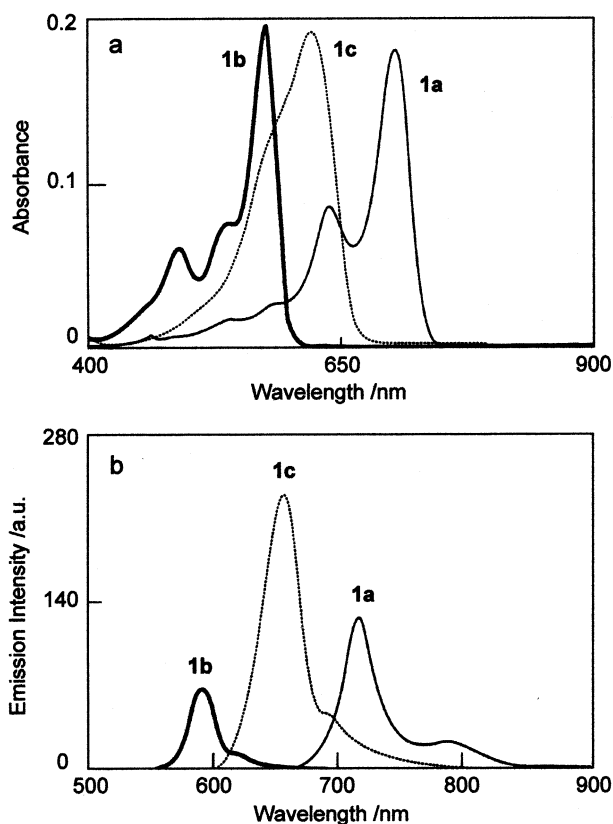 0.2
a
1b
1c
1a
Absorbance
0.1
0
400
650
900
Wavelength /nm
280
b
1c
1a
1b
Emission Intensity /a.u.
140
0
500
600
700
800
900
Wavelength /nm